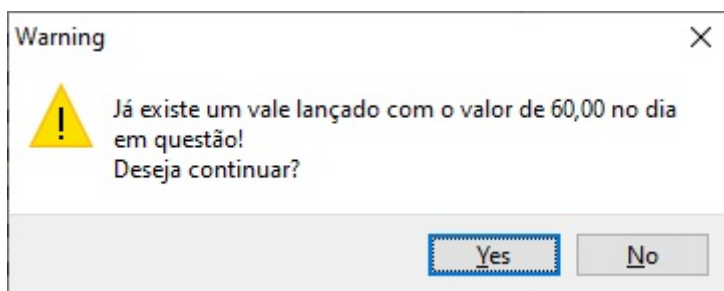 Warning
Já existe um vale lançado com o valor de 60,00 no dia
em questão!
Deseja continuar?
Yes
No